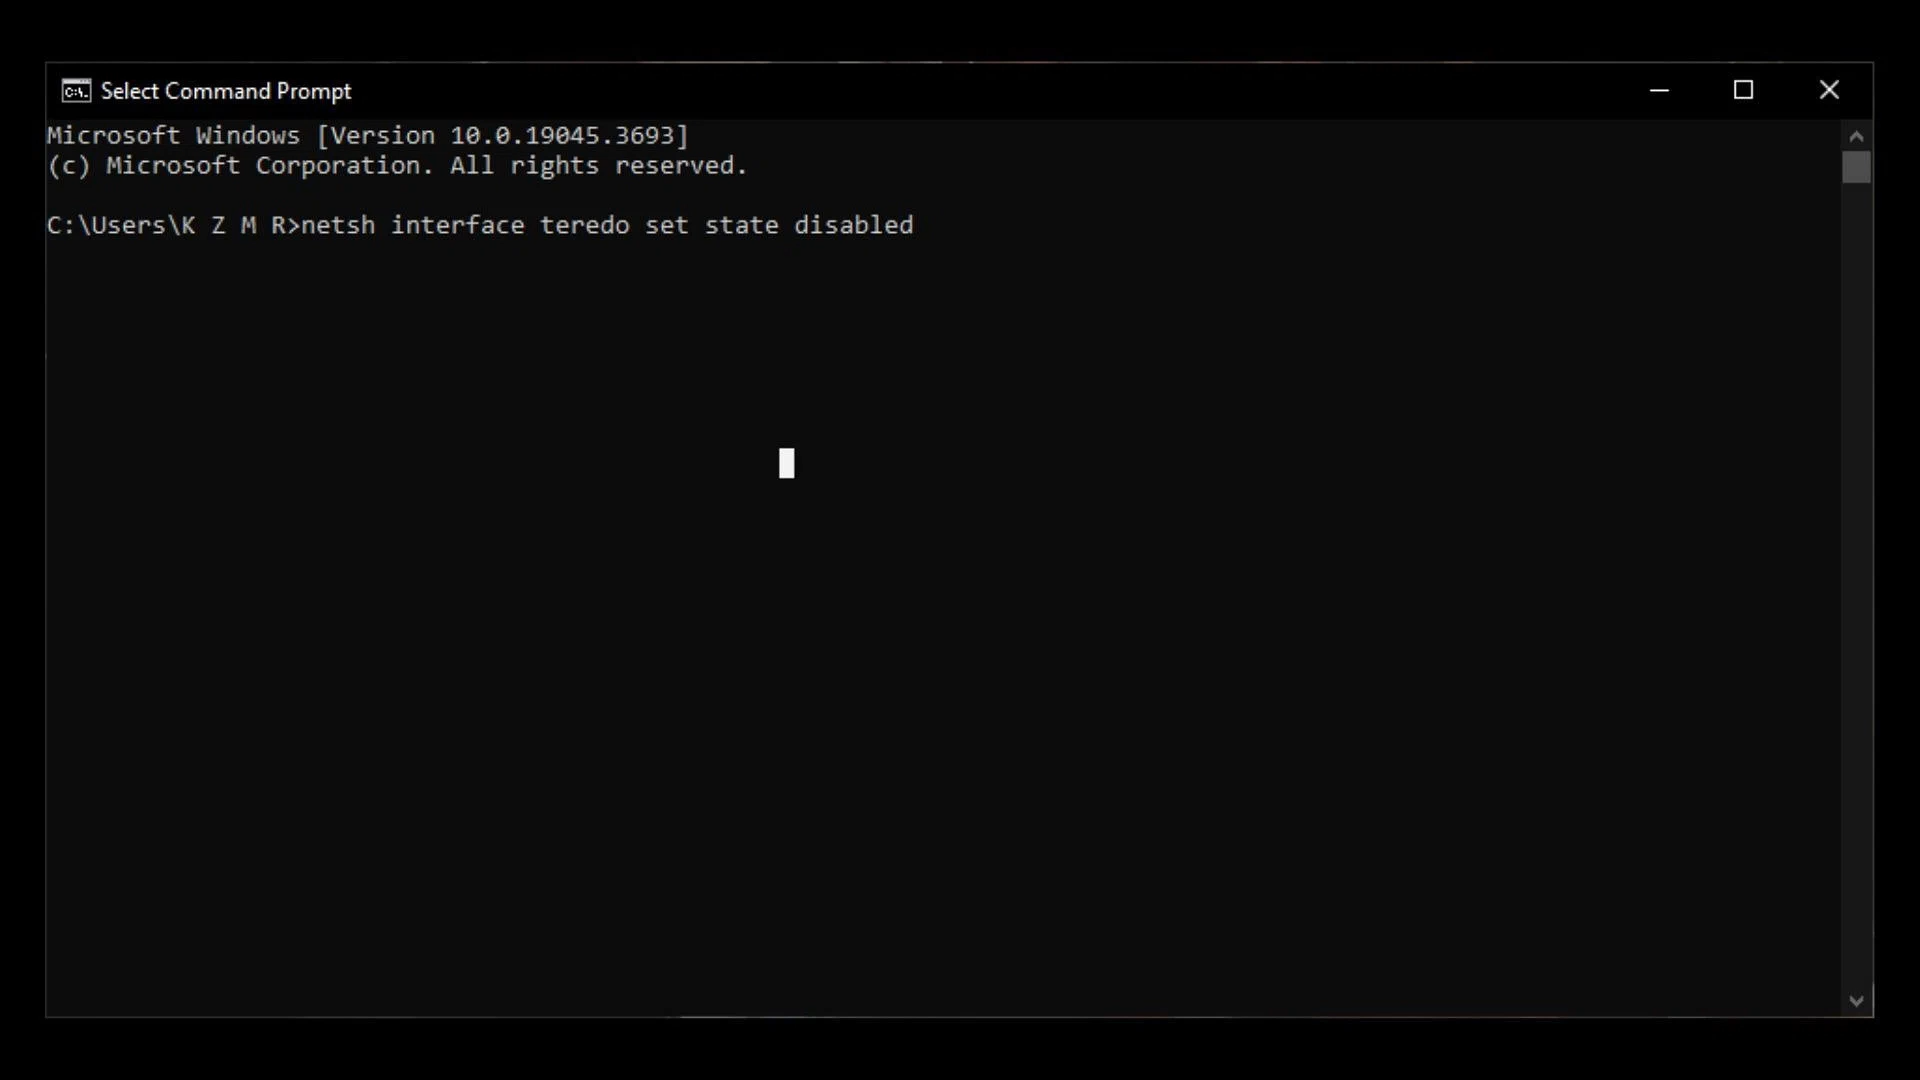 Select Command Prompt
Microsoft Windows [Version 10.0.19045.3693]
(c) Microsoft Corporation. All rights reserved.
C:\Users\K Z M R>netsh interface teredo set state disabled